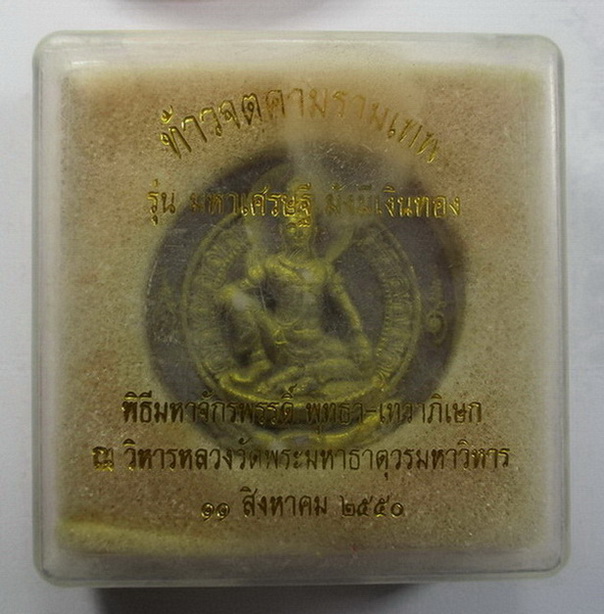 ท้าวจตุคามรามเทพ
รุ่น มหาเศรษฐี มั่งมีเงินทอง
พิธีมหาจักรพรรดิ์ พุทธา-เทวาภิเษก
ณ วิหารหลวงวัดพระมหาธาตุวรมหาวิหาร
๑๑ สิงหาคม ๒๕๕๐